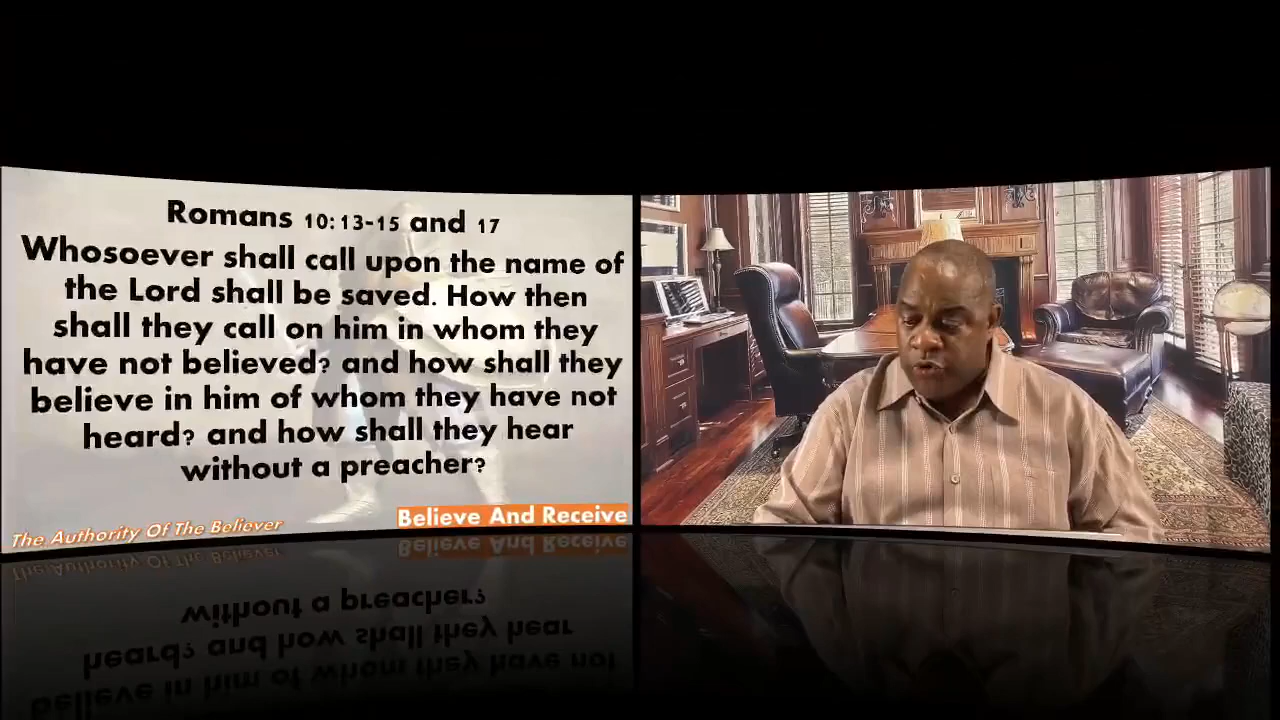 Romans 10:13-15 and 17
Whosoever shall call upon the name of
the Lord shall be saved. How then
shall they call on him in whom they
have not believed? and how shall they
believe in him of whom they have not
heard? and how shall they hear
without a preacher?
Believe And Receive
The Authority Of The Believer